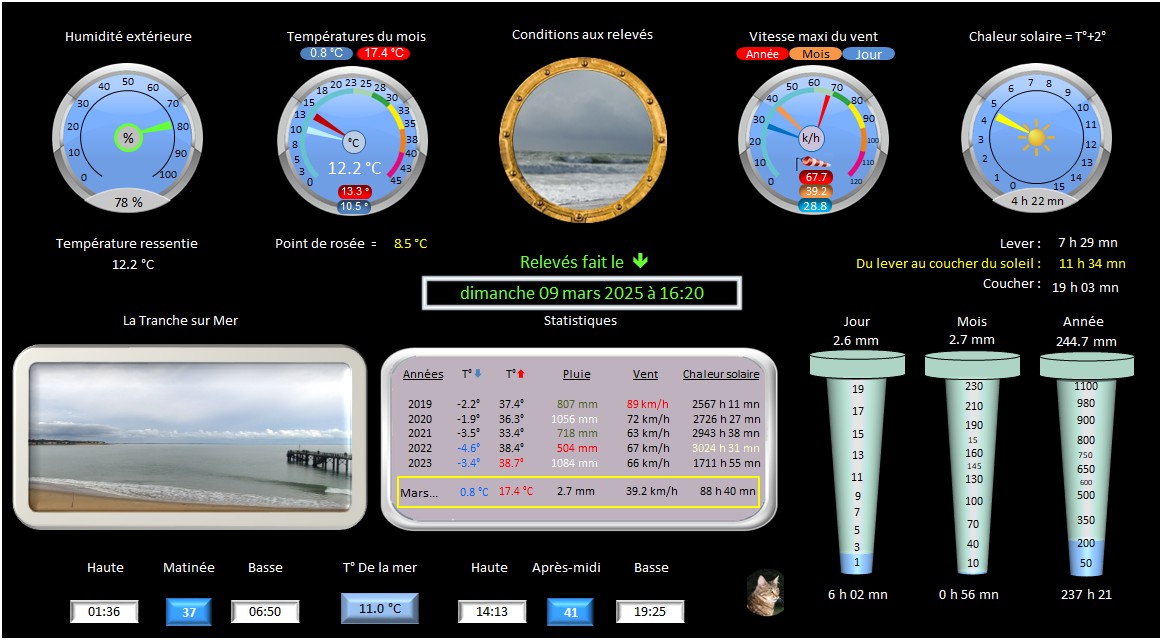 Humidité extérieure
Températures du mois
Conditions aux relevés
Vitesse maxi du vent
Chaleur solaire = T°+2°
0.8 °C 17.4 °C
Année Mois Jour
0 10 20 30 40 50 60 70 80 90 100
%
78 %
0 3 5 8 10 13 15 18 20 23 25 28 30 33 35 38 40 43 45
°C
12.2 °C
13.3 °
10.5 °
0 10 20 30 40 50 60 70 80 90 100 110 120
k/h
67.7
39.2
28.8
0 1 2 3 4 5 6 7 8 9 10 11 12 13 14 15
4 h 22 mn
Température ressentie
12.2 °C
Point de rosée = 8.5 °C
Relevés fait le
dimanche 09 mars 2025 à 16:20
Lever : 7 h 29 mn
Du lever au coucher du soleil : 11 h 34 mn
Coucher : 19 h 03 mn
La Tranche sur Mer
Statistiques
Années T° T° Pluie Vent Chaleur solaire
2019 -2.2° 37.4° 807 mm 89 km/h 2567 h 11 mn
2020 -1.9° 36.3° 1056 mm 72 km/h 2726 h 27 mn
2021 -3.5° 33.4° 718 mm 63 km/h 2943 h 38 mn
2022 -4.6° 38.4° 504 mm 67 km/h 3024 h 31 mn
2023 -3.4° 38.7° 1084 mm 66 km/h 1711 h 55 mn
Mars... 0.8 °C 17.4 °C 2.7 mm 39.2 km/h 88 h 40 mn
Jour
2.6 mm
19
17
15
13
11
9
7
5
3
1
6 h 02 mn
Mois
2.7 mm
230
210
190
15
160
145
130
100
70
40
10
0 h 56 mn
Année
244.7 mm
1100
980
900
800
750
650
600
500
350
200
50
237 h 21
Haute Matinée Basse
01:36 37 06:50
T° De la mer
11.0 °C
Haute Après-midi Basse
14:13 41 19:25